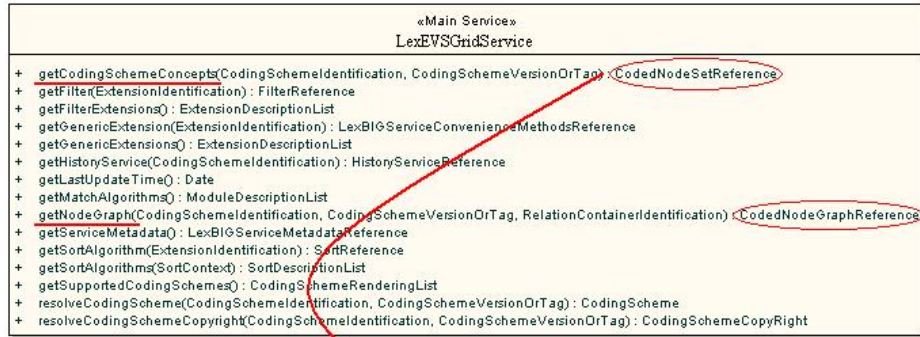 «Main Service»
LexEVSGridService
+ getCodingSchemeConcepts(CodingSchemeIdentification, CodingSchemeVersionOrTag) : CodedNodeSetReference
+ getFilter(ExtensionIdentification) : FilterReference
+ getFilterExtensions() : ExtensionDescriptionList
+ getGenericExtension(ExtensionIdentification) : LexBIGServiceConvenienceMethodsReference
+ getGenericExtensions() : ExtensionDescriptionList
+ getHistoryService(CodingSchemeIdentification) : HistoryServiceReference
+ getLastUpdateTime() : Date
+ getMatchAlgorithms() : ModuleDescriptionList
+ getNodeGraph(CodingSchemeIdentification, CodingSchemeVersionOrTag, RelationContainerIdentification) : CodedNodeGraphReference
+ getServiceMetadata() : LexBIGServiceMetadataReference
+ getSortAlgorithm(ExtensionIdentification) : SortReference
+ getSortAlgorithms(SortContext) : SortDescriptionList
+ getSupportedCodingSchemes() : CodingSchemeRenderingList
+ resolveCodingScheme(CodingSchemeIdentification, CodingSchemeVersionOrTag) : CodingScheme
+ resolveCodingSchemeCopyright(CodingSchemeIdentification, CodingSchemeVersionOrTag) : CodingSchemeCopyRight